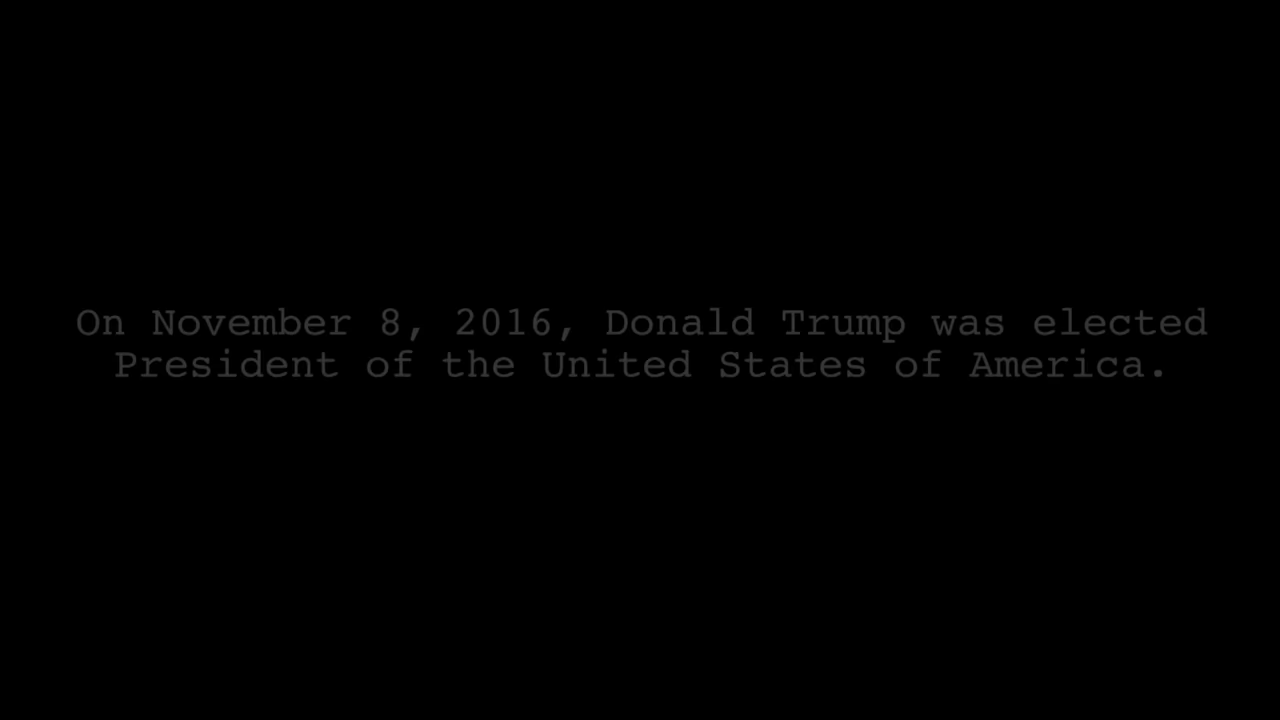 On November 8, 2016, Donald Trump was elected
President of the United States of America.